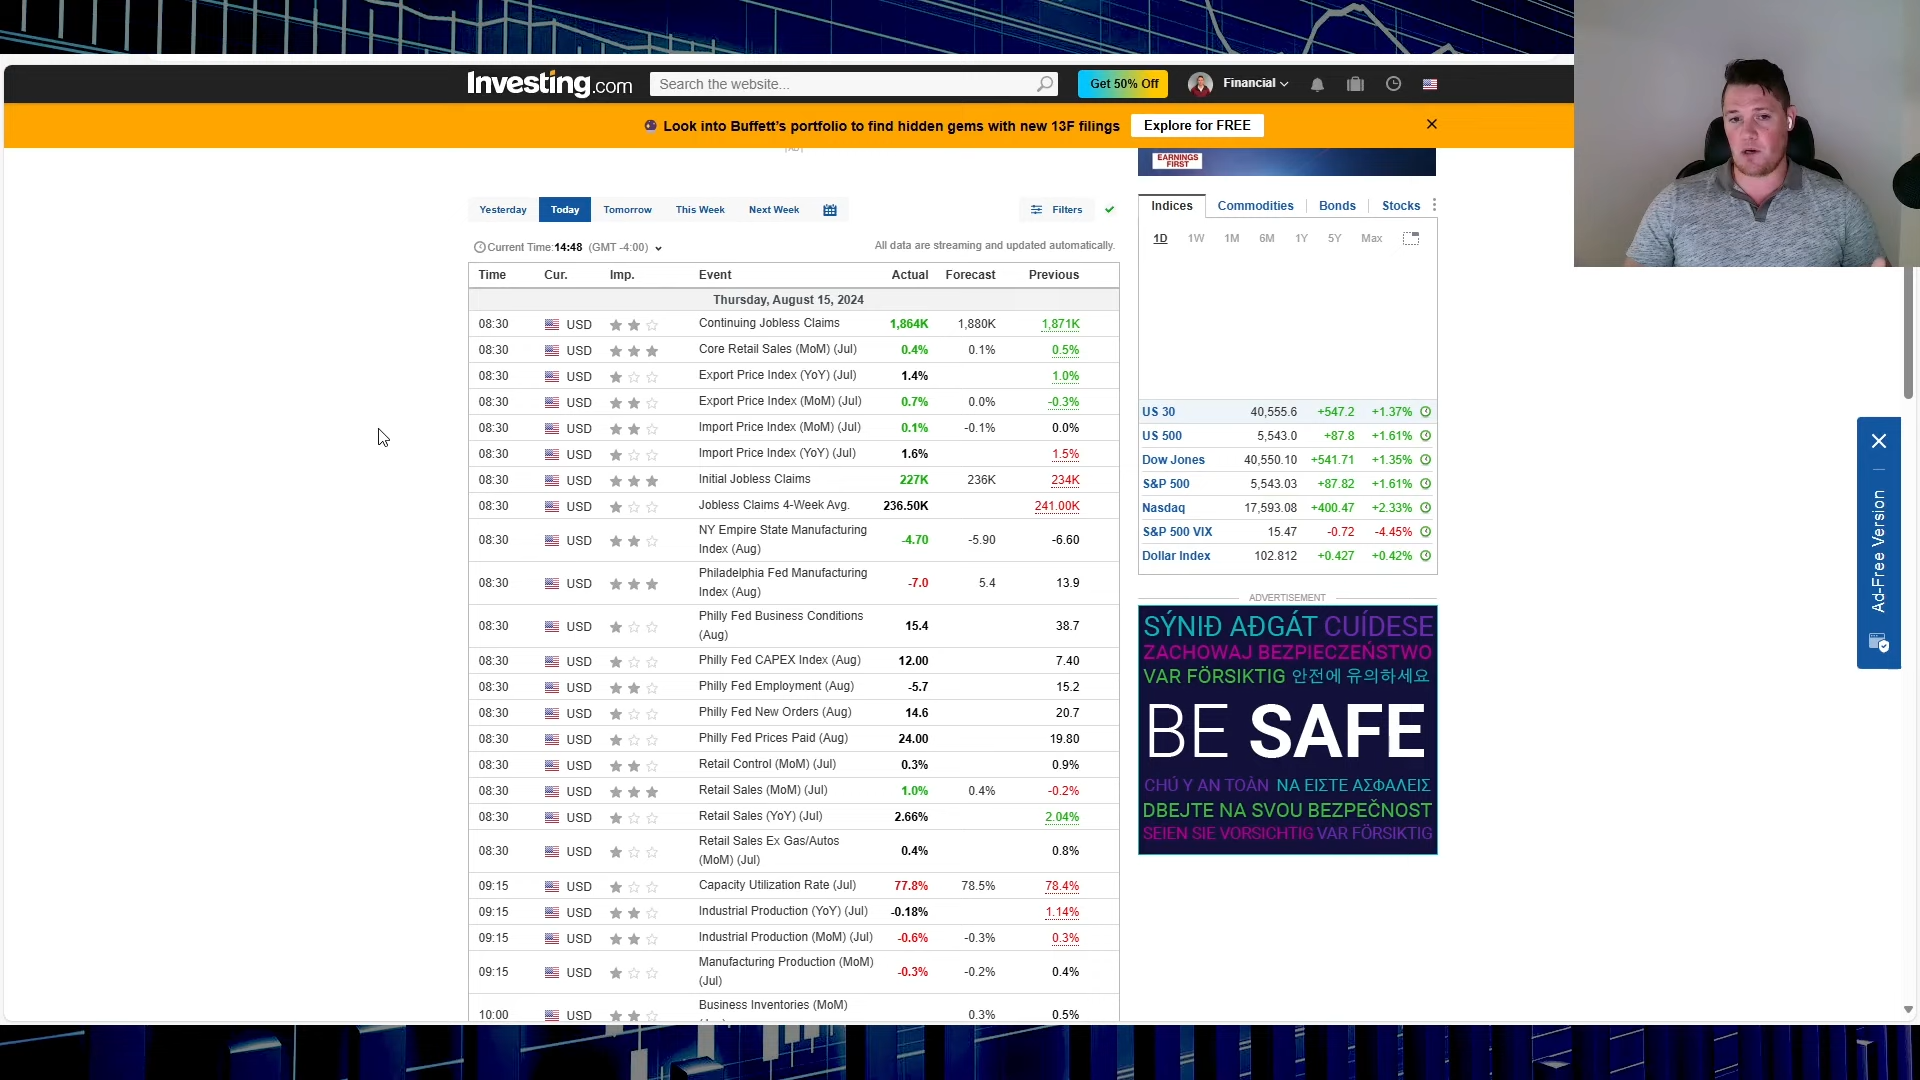 Investing.com
Search the website...
Get 50% Off
Financial
Look into Buffett's portfolio to find hidden gems with new 13F filings
Explore for FREE
EARNINGS
FIRST
Yesterday Today Tomorrow This Week Next Week
Filters
Current Time:14:48 (GMT -4:00)
All data are streaming and updated automatically.
Time Cur. Imp. Event Actual Forecast Previous
Thursday, August 15, 2024
08:30 USD Continuing Jobless Claims 1,864K 1,880K 1,871K
08:30 USD Core Retail Sales (MoM) (Jul) 0.4% 0.1% 0.5%
08:30 USD Export Price Index (YoY) (Jul) 1.4% 1.0%
08:30 USD Export Price Index (MoM) (Jul) 0.7% 0.0% -0.3%
08:30 USD Import Price Index (MoM) (Jul) 0.1% -0.1% 0.0%
08:30 USD Import Price Index (YoY) (Jul) 1.6% 1.5%
08:30 USD Initial Jobless Claims 227K 236K 234K
08:30 USD Jobless Claims 4-Week Avg. 236.50K 241.00K
08:30 USD NY Empire State Manufacturing -4.70 -5.90 -6.60
Index (Aug)
08:30 USD Philadelphia Fed Manufacturing -7.0 5.4 13.9
Index (Aug)
08:30 USD Philly Fed Business Conditions 15.4 38.7
(Aug)
08:30 USD Philly Fed CAPEX Index (Aug) 12.00 7.40
08:30 USD Philly Fed Employment (Aug) -5.7 15.2
08:30 USD Philly Fed New Orders (Aug) 14.6 20.7
08:30 USD Philly Fed Prices Paid (Aug) 24.00 19.80
08:30 USD Retail Control (MoM) (Jul) 0.3% 0.9%
08:30 USD Retail Sales (MoM) (Jul) 1.0% 0.4% -0.2%
08:30 USD Retail Sales (YoY) (Jul) 2.66% 2.04%
08:30 USD Retail Sales Ex Gas/Autos 0.4% 0.8%
(MoM) (Jul)
09:15 USD Capacity Utilization Rate (Jul) 77.8% 78.5% 78.4%
09:15 USD Industrial Production (YoY) (Jul) -0.18% 1.14%
09:15 USD Industrial Production (MoM) (Jul) -0.6% -0.3% 0.3%
09:15 USD Manufacturing Production (MoM) -0.3% -0.2% 0.4%
(Jul)
10:00 USD Business Inventories (MoM) 0.3% 0.5%
Indices Commodities Bonds Stocks
1D 1W 1M 6M 1Y 5Y Max
US 30 40,555.6 +547.2 +1.37%
US 500 5,543.0 +87.8 +1.61%
Dow Jones 40,550.10 +541.71 +1.35%
S&P 500 5,543.03 +87.82 +1.61%
Nasdaq 17,593.08 +400.47 +2.33%
S&P 500 VIX 15.47 -0.72 -4.45%
Dollar Index 102.812 +0.427 +0.42%
ADVERTISEMENT
SÝNIÐ AÐGÁT CUÍDESE
ZACHOWAJ BEZPIECZEŃSTWO
VAR FÖRSIKTIG 안전에 유의하세요
BE SAFE
CHÚ Ý AN TOÀN ΝΑ ΕΙΣΤΕ ΑΣΦΑΛΕΙΣ
DBEJTE NA SVOU BEZPEČNOST
SEIEN SIE VORSICHTIG VAR FÖRSIKTIG
Ad-Free Version